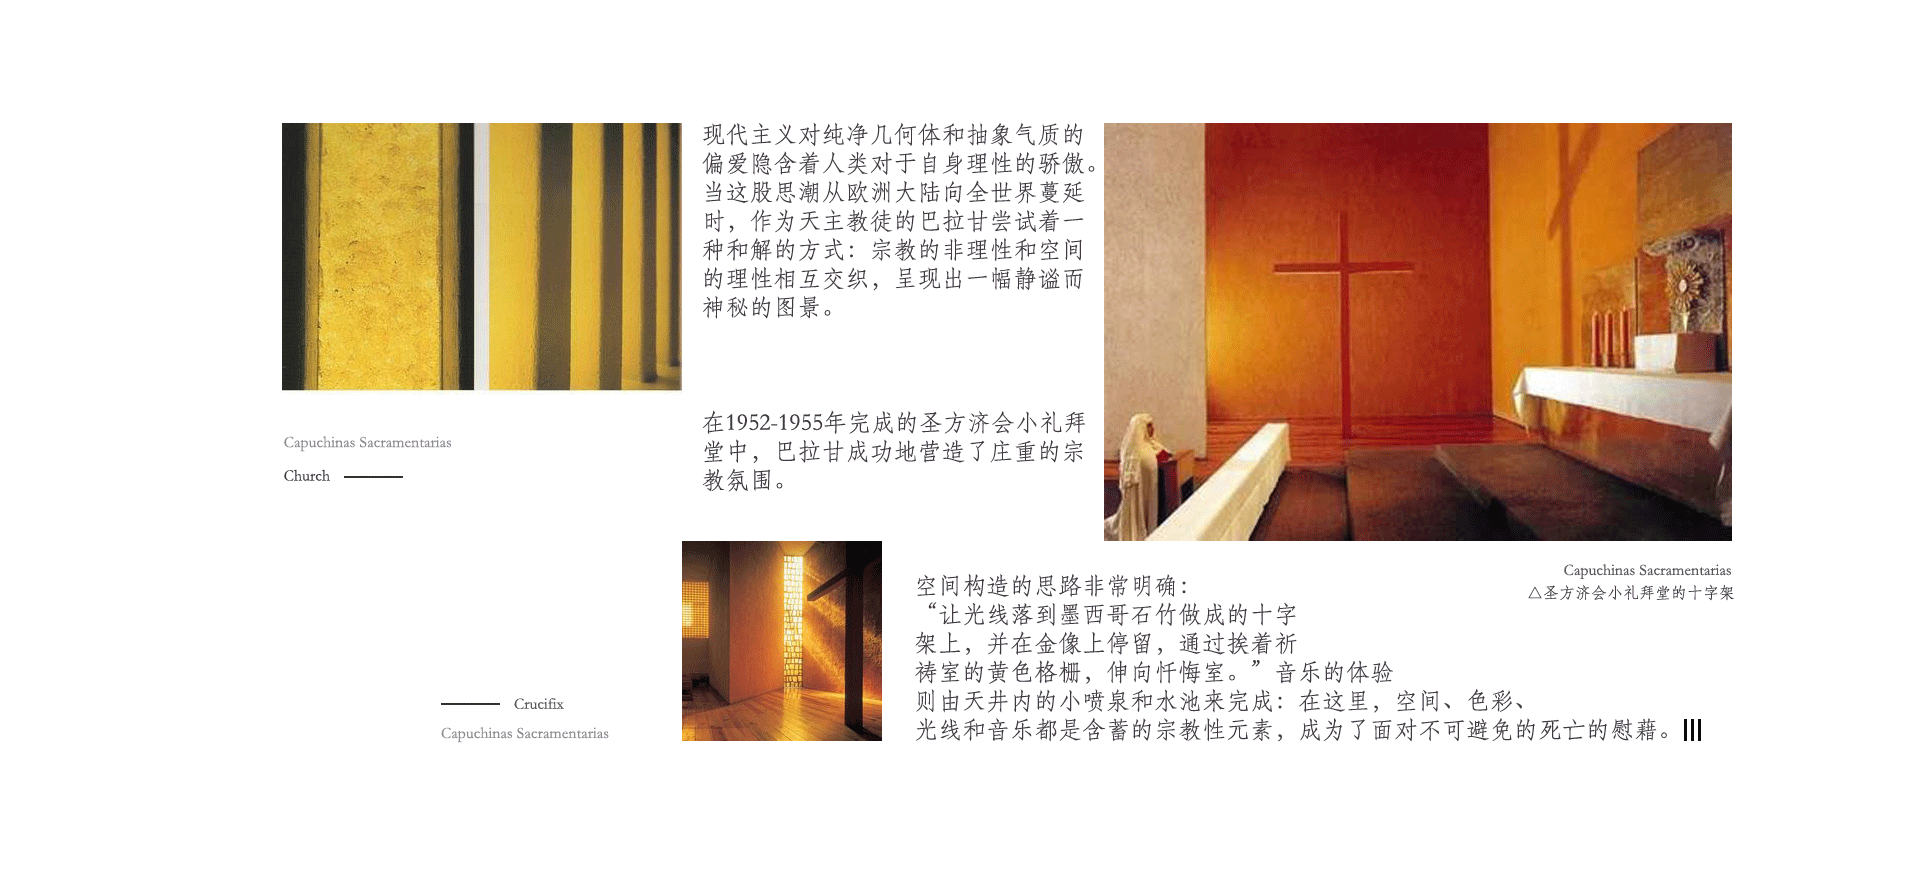 现代主义对纯净几何体和抽象气质的
偏爱隐含着人类对于自身理性的骄傲。
当这股思潮从欧洲大陆向全世界蔓延
时，作为天主教徒的巴拉甘尝试着一
种和解的方式：宗教的非理性和空间
的理性相互交织，呈现出一幅静谧而
神秘的图景。
在1952-1955年完成的圣方济会小礼拜
堂中，巴拉甘成功地营造了庄重的宗
教氛围。
Capuchinas Sacramentarias
Church
空间构造的思路非常明确：
“让光线落到墨西哥石竹做成的十字
架上，并在金像上停留，通过挨着祈
祷室的黄色格栅，伸向忏悔室。”音乐的体验
则由天井内的小喷泉和水池来完成：在这里，空间、色彩、
光线和音乐都是含蓄的宗教性元素，成为了面对不可避免的死亡的慰藉。
Capuchinas Sacramentarias
△圣方济会小礼拜堂的十字架
Crucifix
Capuchinas Sacramentarias